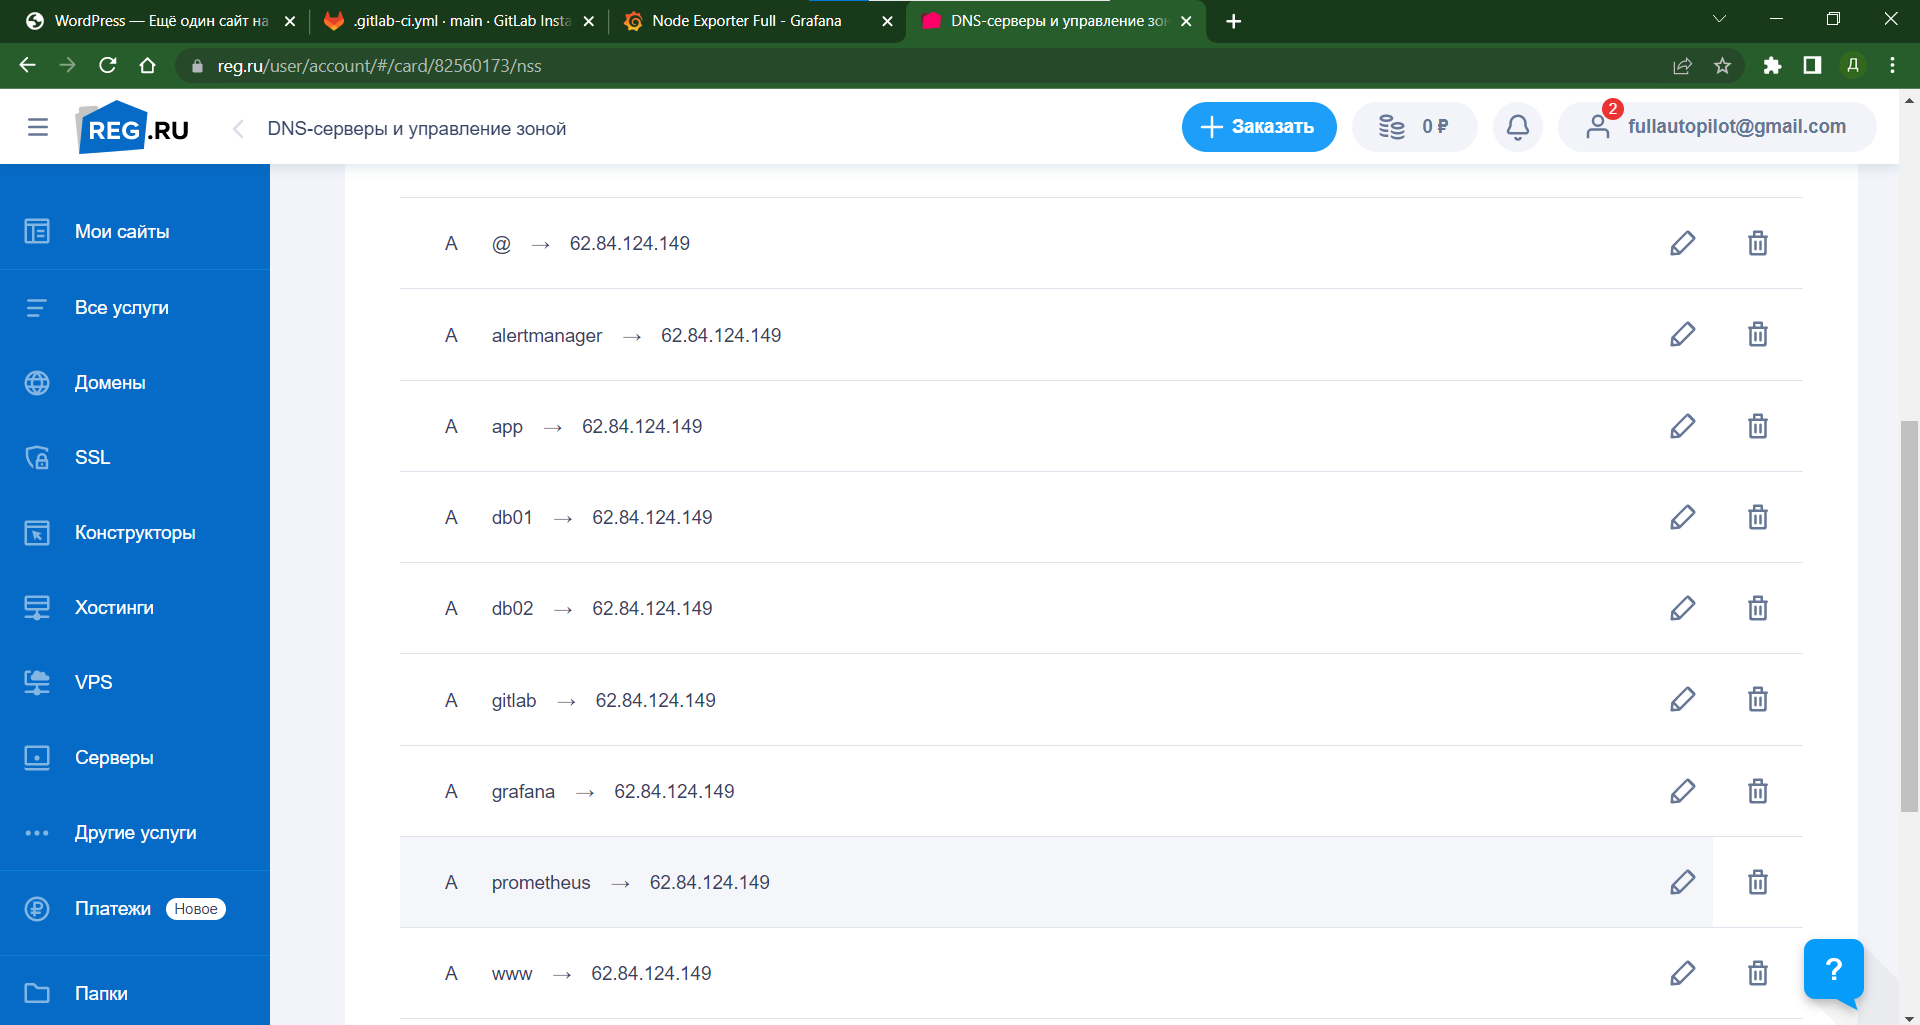 WordPress — Ещё один сайт на
.gitlab-ci.yml · main · GitLab Insta
Node Exporter Full - Grafana
DNS-серверы и управление зон
reg.ru/user/account/#/card/82560173/nss
Д
REG.RU
DNS-серверы и управление зоной
Заказать
0 ₽
2
fullautopilot@gmail.com
Мои сайты
Все услуги
Домены
SSL
Конструкторы
Хостинги
VPS
Серверы
Другие услуги
Платежи Новое
Папки
A @ → 62.84.124.149
A alertmanager → 62.84.124.149
A app → 62.84.124.149
A db01 → 62.84.124.149
A db02 → 62.84.124.149
A gitlab → 62.84.124.149
A grafana → 62.84.124.149
A prometheus → 62.84.124.149
A www → 62.84.124.149
?